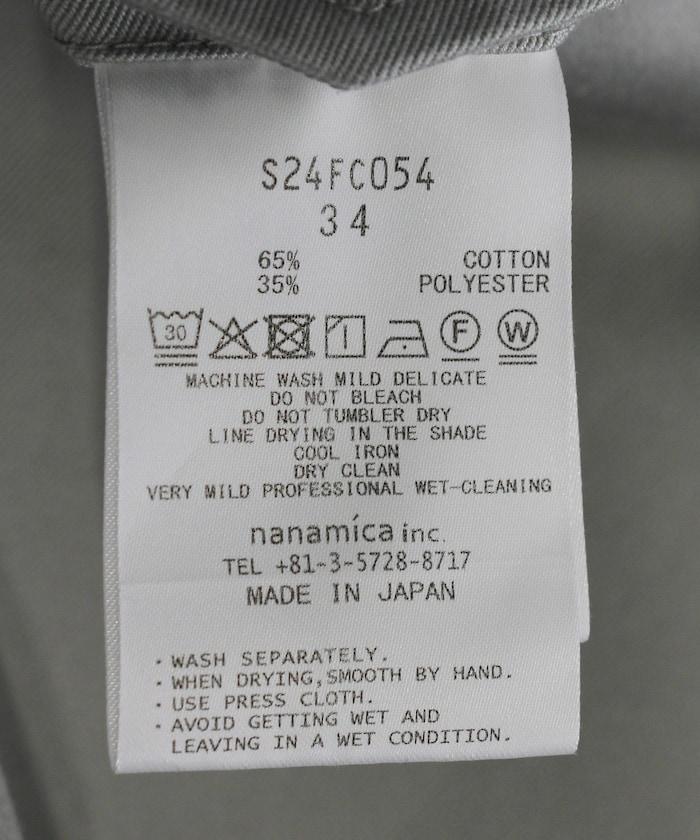 S24FC054
34
65% COTTON
35% POLYESTER
30 F W
MACHINE WASH MILD DELICATE
DO NOT BLEACH
DO NOT TUMBLER DRY
LINE DRYING IN THE SHADE
COOL IRON
DRY CLEAN
VERY MILD PROFESSIONAL WET-CLEANING
nanamica inc.
TEL +81-3-5728-8717
MADE IN JAPAN
・WASH SEPARATELY.
・WHEN DRYING,SMOOTH BY HAND.
・USE PRESS CLOTH.
・AVOID GETTING WET AND
LEAVING IN A WET CONDITION.